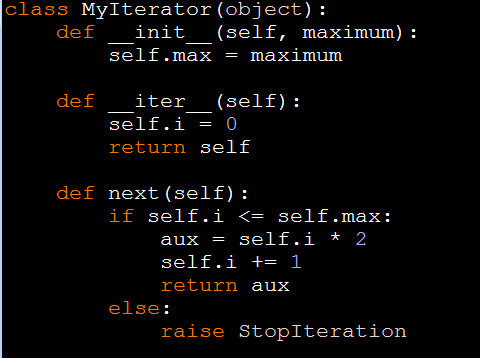 class MyIterator(object):
    def __init__(self, maximum):
        self.max = maximum

    def __iter__(self):
        self.i = 0
        return self

    def next(self):
        if self.i <= self.max:
            aux = self.i * 2
            self.i += 1
            return aux
        else:
            raise StopIteration